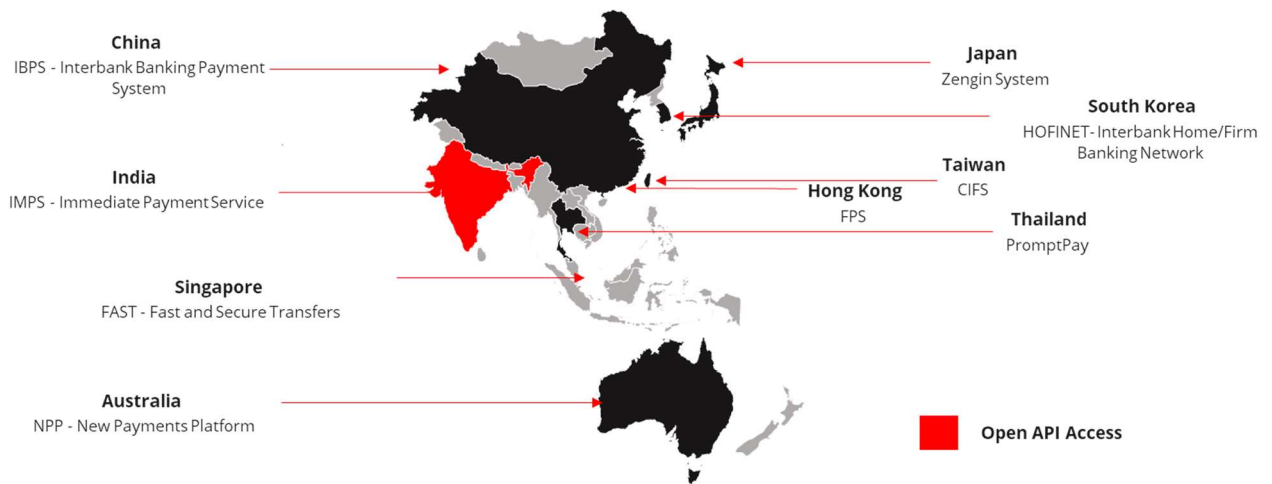 China
IBPS - Interbank Banking Payment
System
India
IMPS - Immediate Payment Service
Singapore
FAST - Fast and Secure Transfers
Australia
NPP - New Payments Platform
Japan
Zengin System
South Korea
HOFINET- Interbank Home/Firm
Banking Network
Taiwan
CIFS
Hong Kong
FPS
Thailand
PromptPay
Open API Access